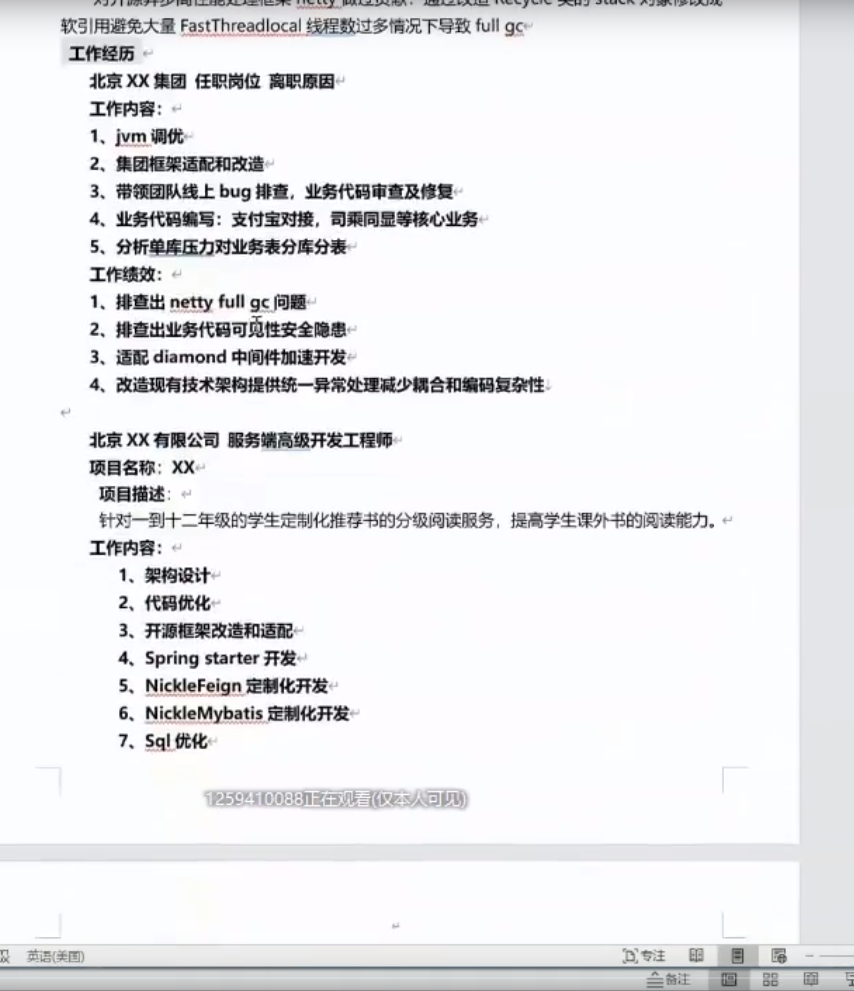 对开源异步高性能处理框架 netty 做过贡献：通过改造 Recycle 类的 stack 对象修改成
软引用避免大量 FastThreadlocal 线程数过多情况下导致 full gc
工作经历
北京 XX 集团 任职岗位 离职原因
工作内容：
1、jvm 调优
2、集团框架适配和改造
3、带领团队线上 bug 排查，业务代码审查及修复
4、业务代码编写：支付宝对接，司乘同显等核心业务
5、分析单库压力对业务表分库分表
工作绩效：
1、排查出 netty full gc 问题
2、排查出业务代码可见性安全隐患
3、适配 diamond 中间件加速开发
4、改造现有技术架构提供统一异常处理减少耦合和编码复杂性
北京 XX 有限公司 服务端高级开发工程师
项目名称：XX
项目描述：
针对一到十二年级的学生定制化推荐书的分级阅读服务，提高学生课外书的阅读能力。
工作内容：
1、架构设计
2、代码优化
3、开源框架改造和适配
4、Spring starter 开发
5、NickleFeign 定制化开发
6、NickleMybatis 定制化开发
7、Sql 优化
1259410088正在观看(仅本人可见)
英语(美国)
专注
备注